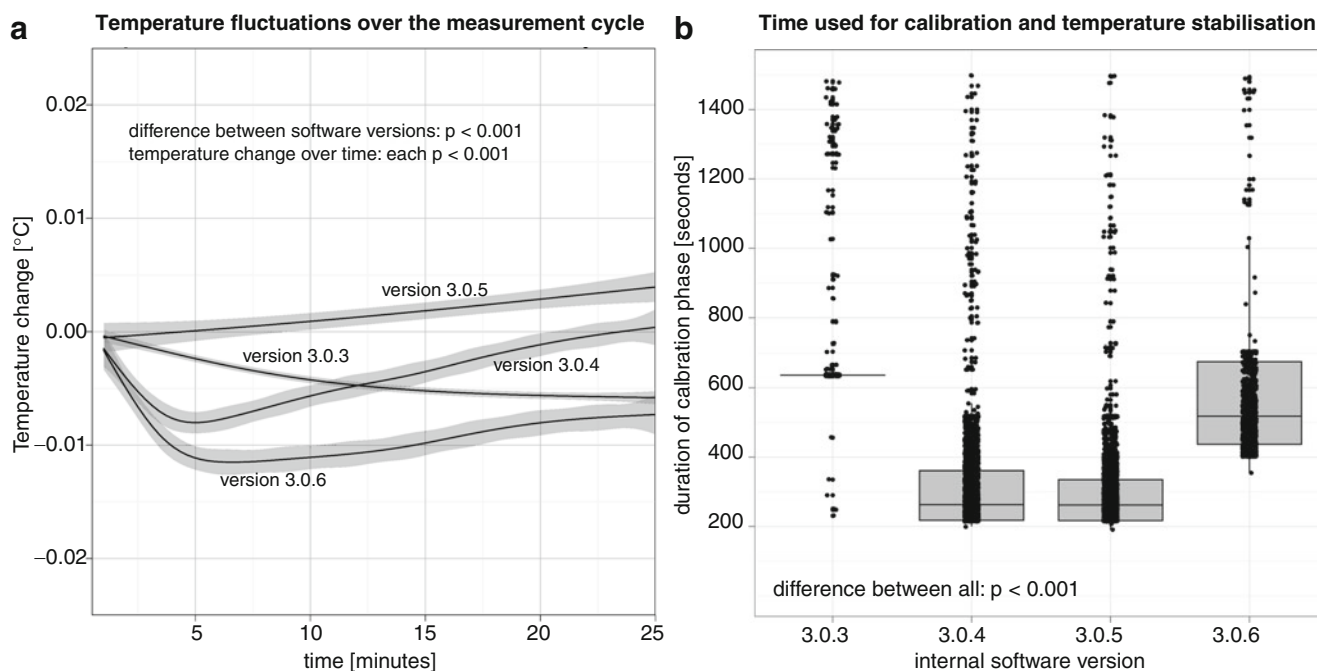 a
Temperature fluctuations over the measurement cycle
0.02
0.01
0.00
–0.01
–0.02
Temperature change [°C]
difference between software versions: p < 0.001
temperature change over time: each p < 0.001
version 3.0.5
version 3.0.3
version 3.0.4
version 3.0.6
5
10
15
20
25
time [minutes]
b
Time used for calibration and temperature stabilisation
1400
1200
1000
800
600
400
200
duration of calbration phase [seconds]
difference between all: p < 0.001
3.0.3
3.0.4
3.0.5
3.0.6
internal software version